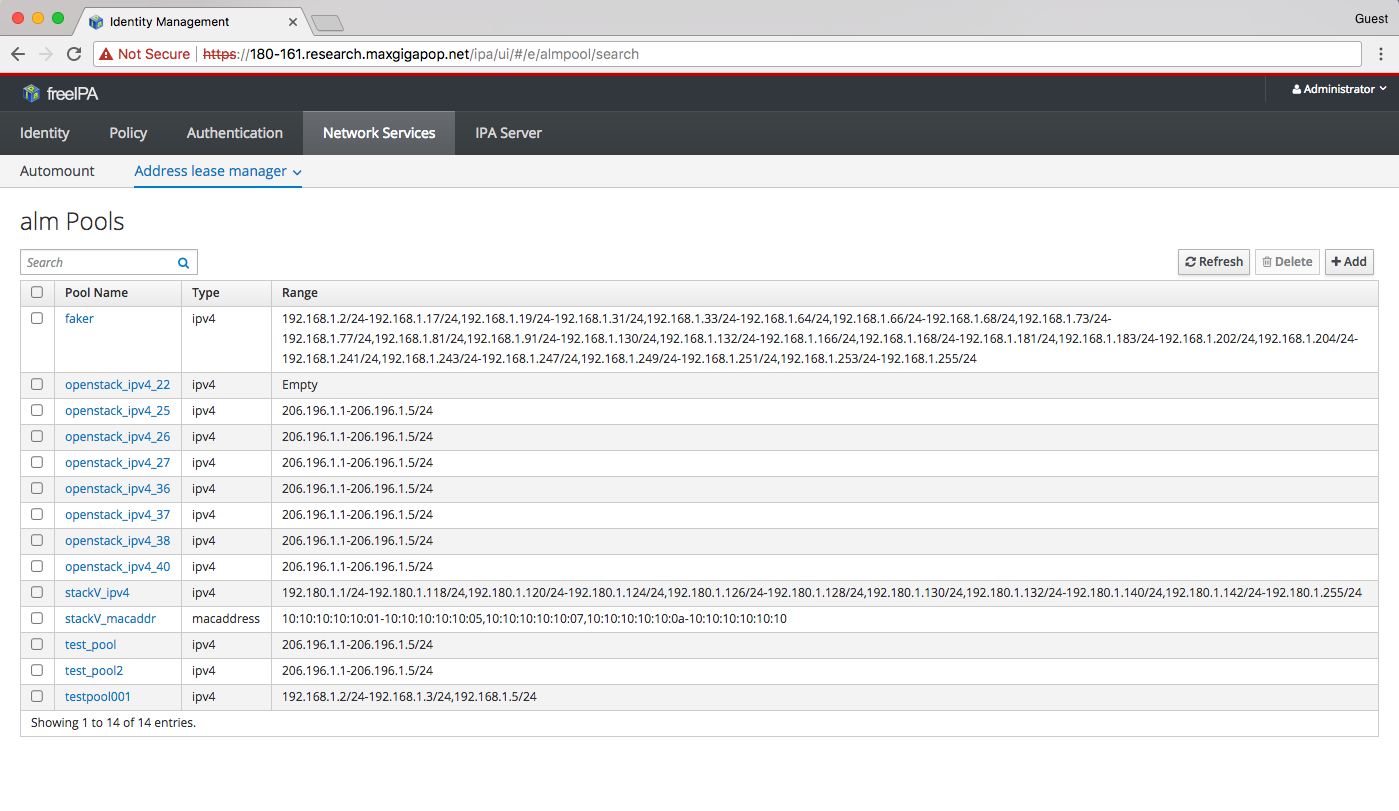 Identity Management
Guest
Not Secure https://180-161.research.maxgigapop.net/ipa/ui/#/e/almpool/search
freeIPA
Administrator
Identity Policy Authentication Network Services IPA Server
Automount Address lease manager
alm Pools
Search
Refresh Delete Add
Pool Name Type Range
faker ipv4 192.168.1.2/24-192.168.1.17/24,192.168.1.19/24-192.168.1.31/24,192.168.1.33/24-192.168.1.64/24,192.168.1.66/24-192.168.1.68/24,192.168.1.73/24-
192.168.1.77/24,192.168.1.81/24,192.168.1.91/24-192.168.1.130/24,192.168.1.132/24-192.168.1.166/24,192.168.1.168/24-192.168.1.181/24,192.168.1.183/24-192.168.1.202/24,192.168.1.204/24-
192.168.1.241/24,192.168.1.243/24-192.168.1.247/24,192.168.1.249/24-192.168.1.251/24,192.168.1.253/24-192.168.1.255/24
openstack_ipv4_22 ipv4 Empty
openstack_ipv4_25 ipv4 206.196.1.1-206.196.1.5/24
openstack_ipv4_26 ipv4 206.196.1.1-206.196.1.5/24
openstack_ipv4_27 ipv4 206.196.1.1-206.196.1.5/24
openstack_ipv4_36 ipv4 206.196.1.1-206.196.1.5/24
openstack_ipv4_37 ipv4 206.196.1.1-206.196.1.5/24
openstack_ipv4_38 ipv4 206.196.1.1-206.196.1.5/24
openstack_ipv4_40 ipv4 206.196.1.1-206.196.1.5/24
stackV_ipv4 ipv4 192.180.1.1/24-192.180.1.118/24,192.180.1.120/24-192.180.1.124/24,192.180.1.126/24-192.180.1.128/24,192.180.1.130/24,192.180.1.132/24-192.180.1.140/24,192.180.1.142/24-192.180.1.255/24
stackV_macaddr macaddress 10:10:10:10:10:01-10:10:10:10:10:05,10:10:10:10:10:07,10:10:10:10:10:0a-10:10:10:10:10:10
test_pool ipv4 206.196.1.1-206.196.1.5/24
test_pool2 ipv4 206.196.1.1-206.196.1.5/24
testpool001 ipv4 192.168.1.2/24-192.168.1.3/24,192.168.1.5/24
Showing 1 to 14 of 14 entries.